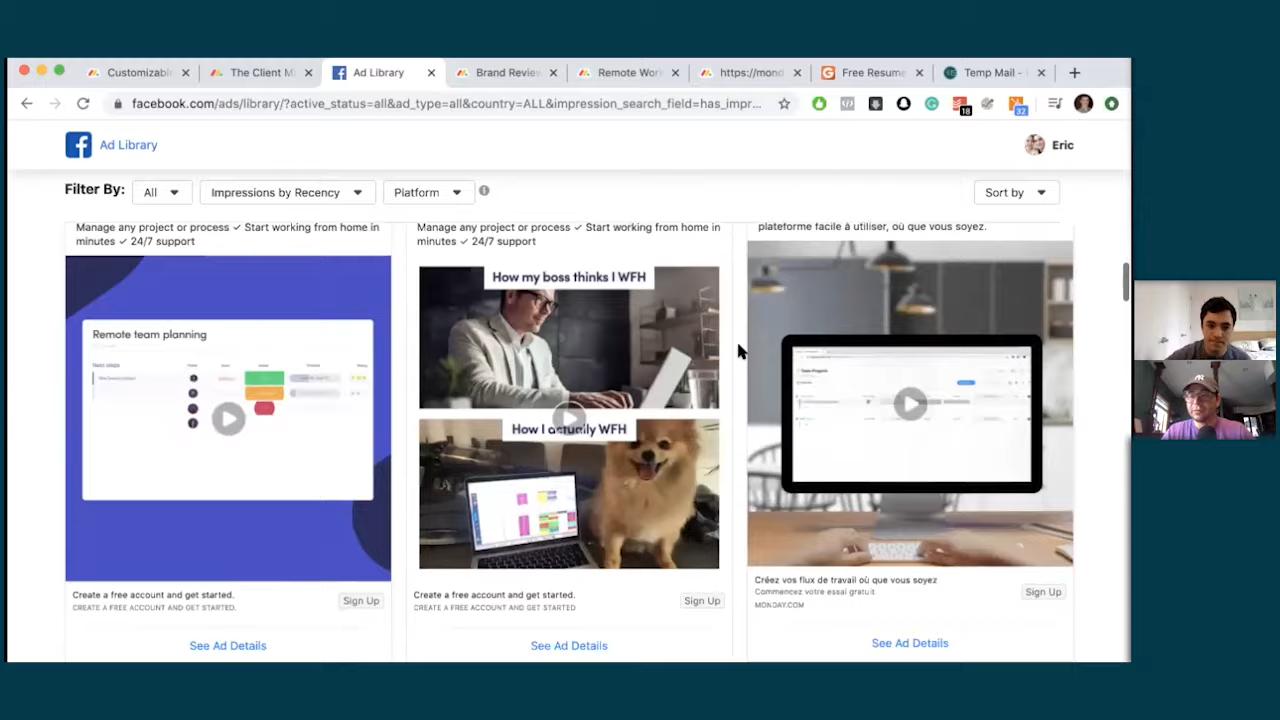 Customizabl
The Client M
Ad Library
Brand Review
Remote Work
https://mond
Free Resume
Temp Mail -
facebook.com/ads/library/?active_status=all&ad_type=all&country=ALL&impression_search_field=has_impr...
18
32
Ad Library
Eric
Filter By:
All
Impressions by Recency
Platform
Sort by
Manage any project or process ✓ Start working from home in
minutes ✓ 24/7 support
Remote team planning
Create a free account and get started.
CREATE A FREE ACCOUNT AND GET STARTED.
Sign Up
See Ad Details
Manage any project or process ✓ Start working from home in
minutes ✓ 24/7 support
How my boss thinks I WFH
How I actually WFH
Create a free account and get started.
CREATE A FREE ACCOUNT AND GET STARTED
Sign Up
See Ad Details
plateforme facile à utiliser, où que vous soyez.
Créez vos flux de travail où que vous soyez
Commencez votre essai gratuit
MONDAY.COM
Sign Up
See Ad Details